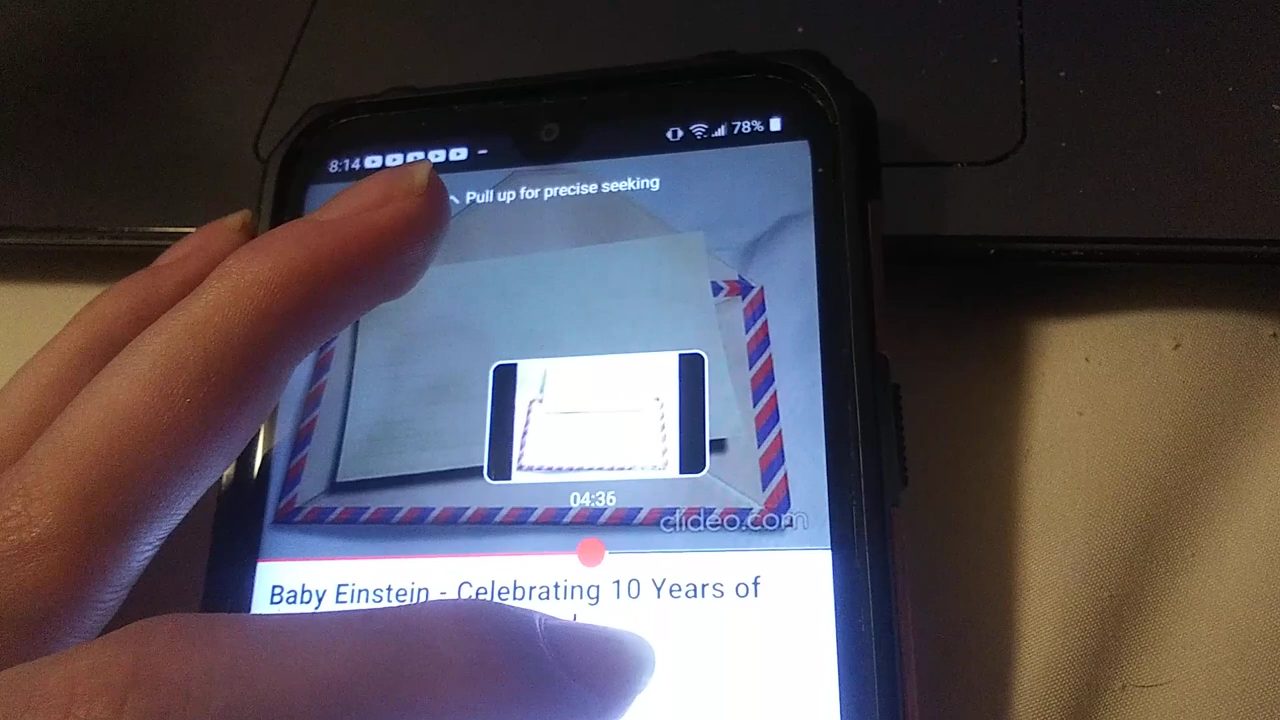 8:14
78%
Pull up for precise seeking
04:36
clideo.com
Baby Einstein - Celebrating 10 Years of